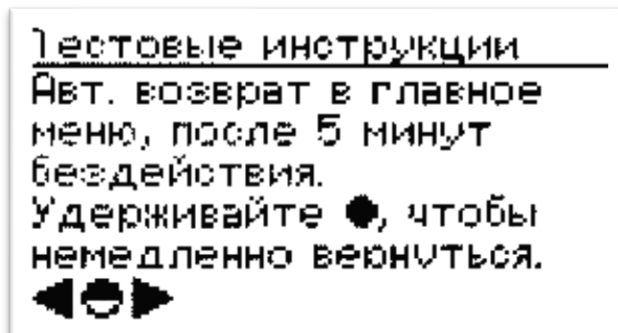 Тестовые инструкции
Авт. возврат в главное
меню, после 5 минут
бездействия.
Удерживайте ●, чтобы
немедленно вернуться.